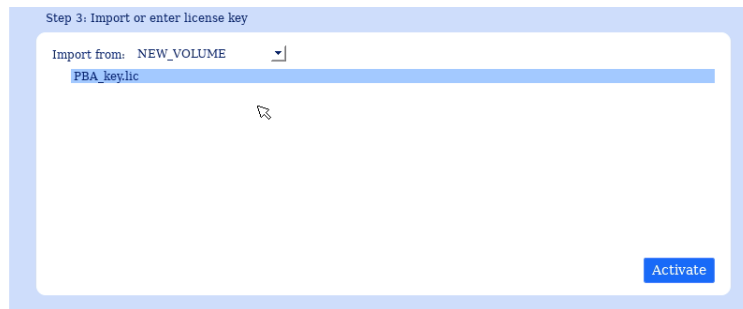 Step 3: Import or enter license key
Import from: NEW_VOLUME
PBA_key.lic
Activate